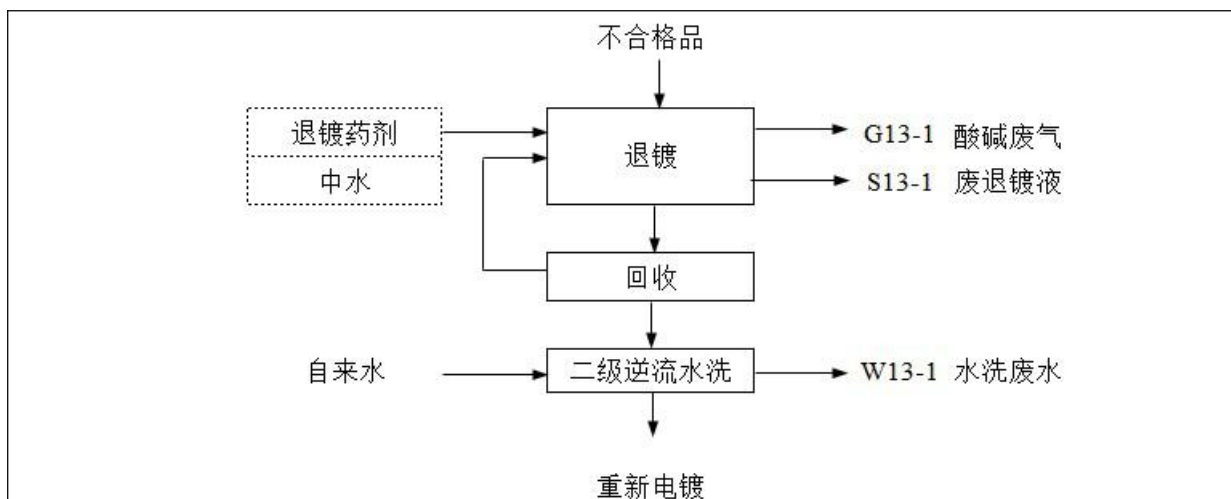 不合格品
退镀药剂
中水
退镀
G13-1 酸碱废气
S13-1 废退镀液
回收
自来水
二级逆流水洗
W13-1 水洗废水
重新电镀